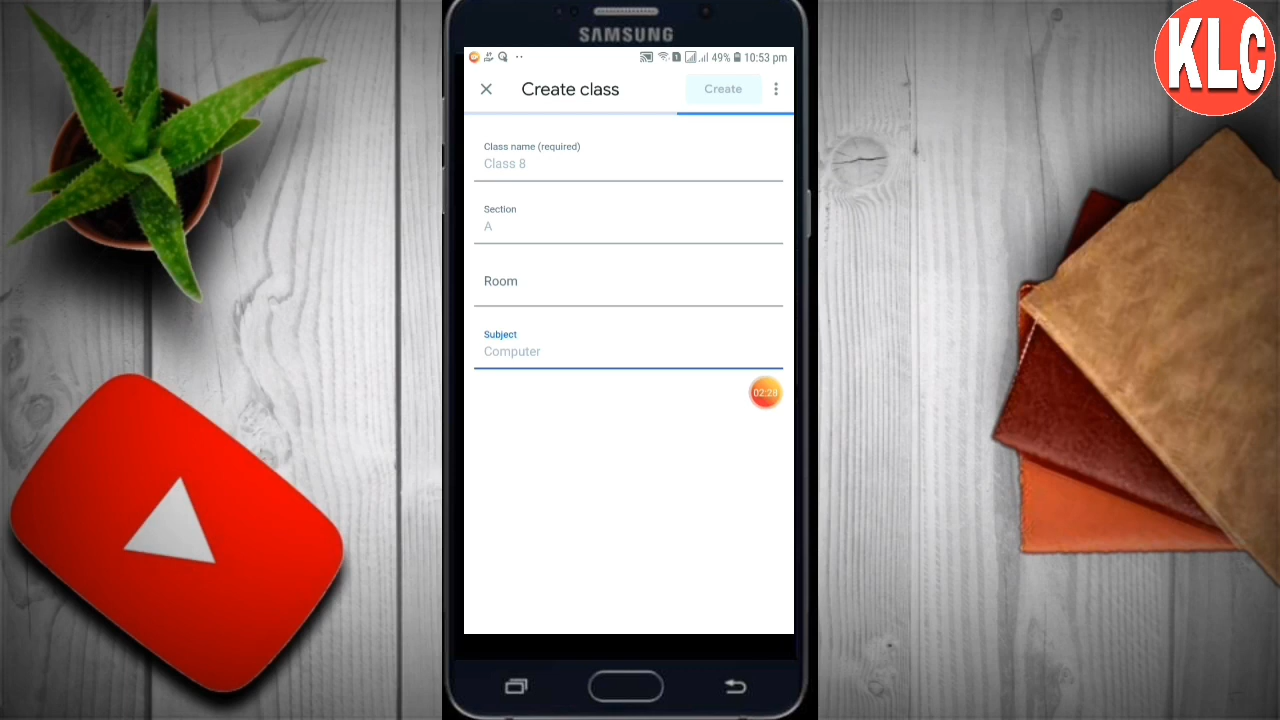 KLC
SAMSUNG
1 49% 10:53 pm
Create class
Create
Class name (required)
Class 8
Section
A
Room
Subject
Computer
02:28